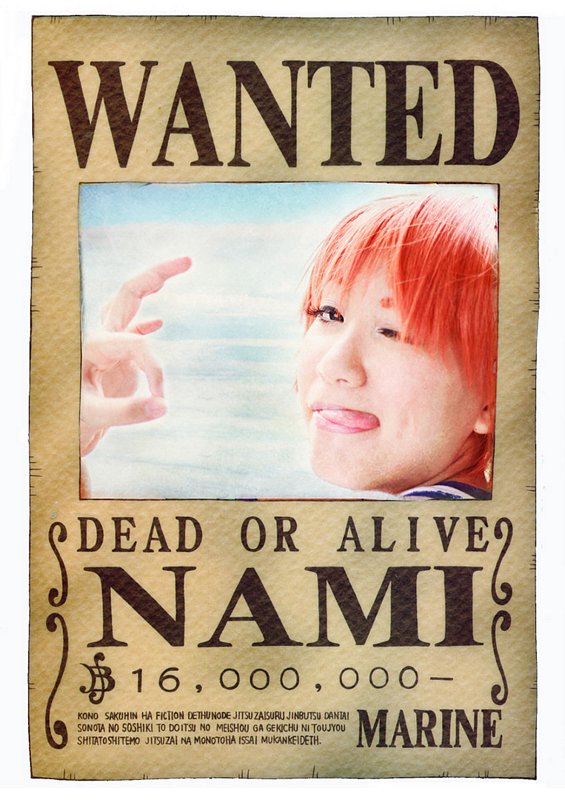 WANTED
DEAD OR ALIVE
NAMI
฿16,000,000-
KONO SAKUHIN HA FICTION DETHUNODE JITSUZAISURU JINBUTSU DANTAI
SONOTA NO SOSHIKI TO DOITSU NO MEISHOU GA GEKICHU NI TOUJYOU
SHITATOSHITEMO JITSUZAI NA MONOTOHA ISSAI MUKANKEIDETH.
MARINE